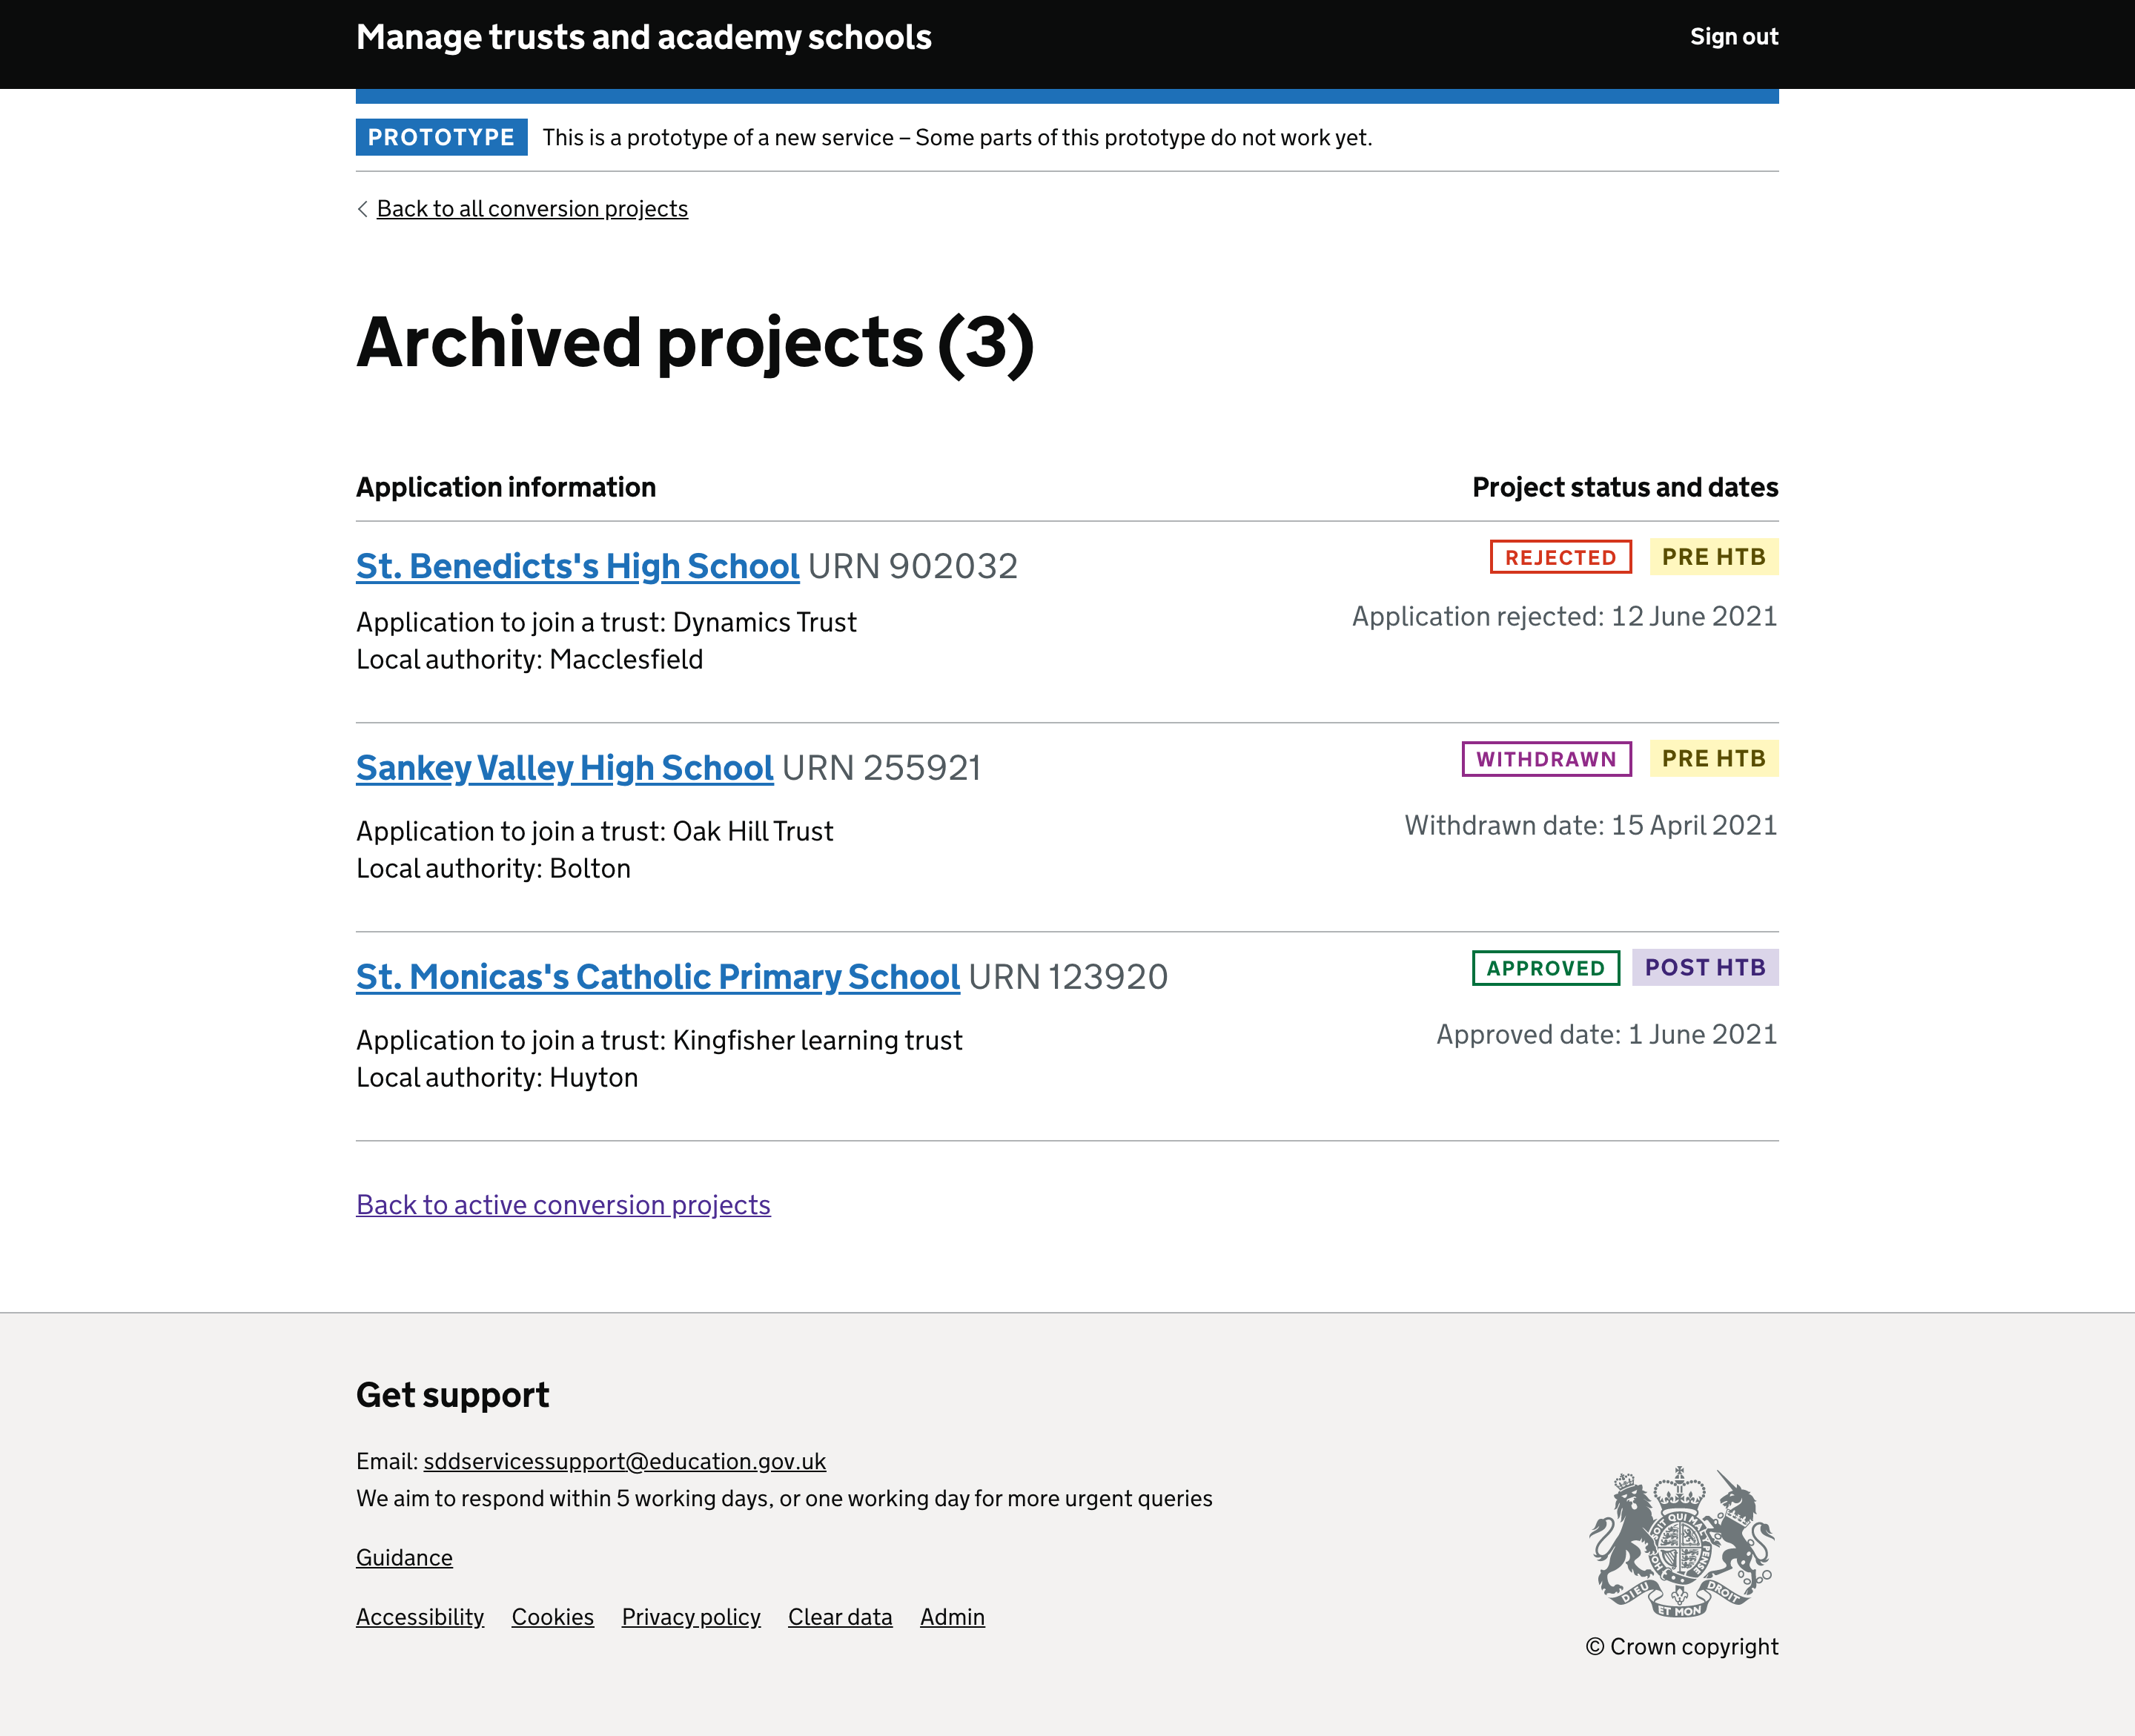 Manage trusts and academy schools
Sign out
PROTOTYPE This is a prototype of a new service – Some parts of this prototype do not work yet.
Back to all conversion projects
Archived projects (3)
Application information
Project status and dates
St. Benedicts's High School URN 902032
REJECTED PRE HTB
Application to join a trust: Dynamics Trust
Application rejected: 12 June 2021
Local authority: Macclesfield
Sankey Valley High School URN 255921
WITHDRAWN PRE HTB
Application to join a trust: Oak Hill Trust
Withdrawn date: 15 April 2021
Local authority: Bolton
St. Monicas's Catholic Primary School URN 123920
APPROVED POST HTB
Application to join a trust: Kingfisher learning trust
Approved date: 1 June 2021
Local authority: Huyton
Back to active conversion projects
Get support
Email: sddservicessupport@education.gov.uk
We aim to respond within 5 working days, or one working day for more urgent queries
Guidance
Accessibility Cookies Privacy policy Clear data Admin
DIEU ET MON DROIT
© Crown copyright